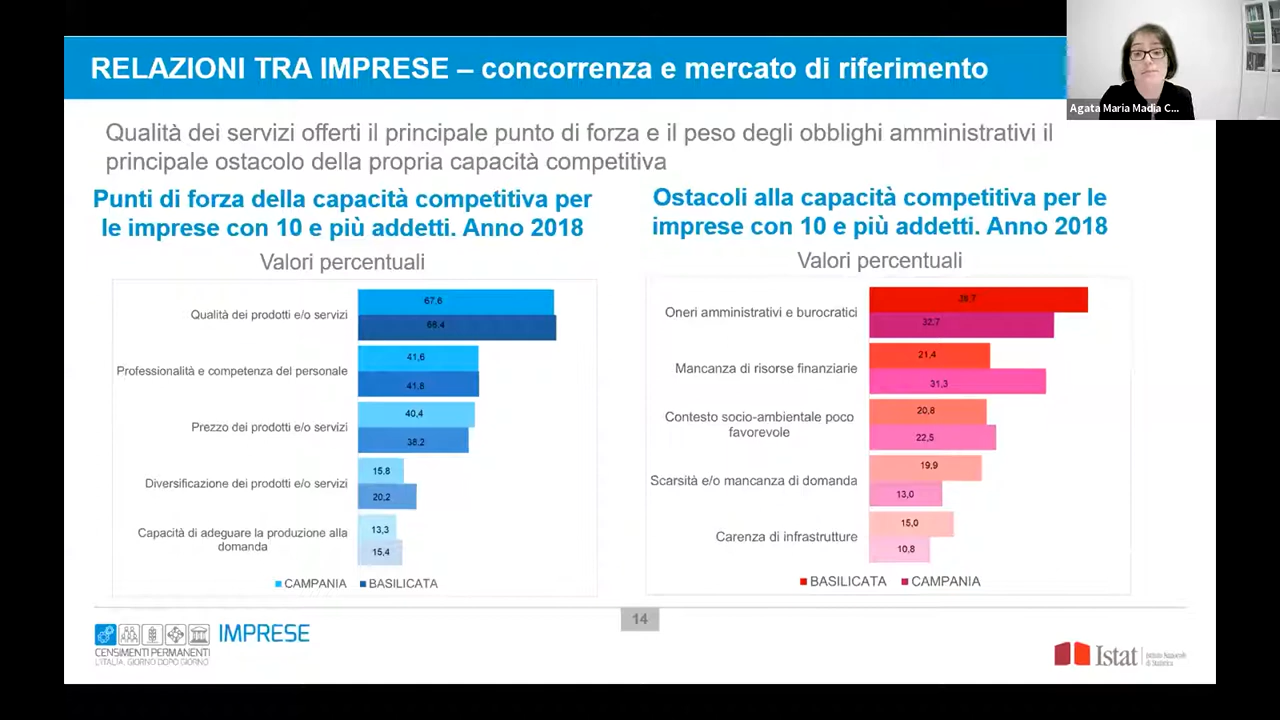 RELAZIONI TRA IMPRESE – concorrenza e mercato di riferimento
Agata Maria Madia C...
Qualità dei servizi offerti il principale punto di forza e il peso degli obblighi amministrativi il
principale ostacolo della propria capacità competitiva
Punti di forza della capacità competitiva per
le imprese con 10 e più addetti. Anno 2018
Valori percentuali
Qualità dei prodotti e/o servizi
67,6
68,4
Professionalità e competenza del personale
41,6
41,8
Prezzo dei prodotti e/o servizi
40,4
38,2
Diversificazione dei prodotti e/o servizi
15,8
20,2
Capacità di adeguare la produzione alla
domanda
13,3
15,4
CAMPANIA BASILICATA
Ostacoli alla capacità competitiva per le
imprese con 10 e più addetti. Anno 2018
Valori percentuali
Oneri amministrativi e burocratici
38,7
32,7
Mancanza di risorse finanziarie
21,4
31,3
Contesto socio-ambientale poco
favorevole
20,8
22,5
Scarsità e/o mancanza di domanda
19,9
13,0
Carenza di infrastrutture
15,0
10,8
BASILICATA CAMPANIA
14
IMPRESE
CENSIMENTI PERMANENTI
L'ITALIA, GIORNO DOPO GIORNO
Istat
Istituto Nazionale
di Statistica